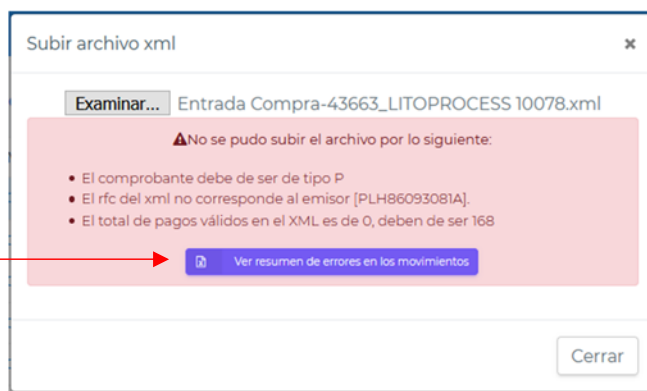 Subir archivo xml
Examinar... Entrada Compra-43663_LITOPROCESS 10078.xml
No se pudo subir el archivo por lo siguiente:
El comprobante debe de ser de tipo P
El rfc del xml no corresponde al emisor [PLH86093081A].
El total de pagos válidos en el XML es de 0, deben de ser 168
Ver resumen de errores en los movimientos
Cerrar